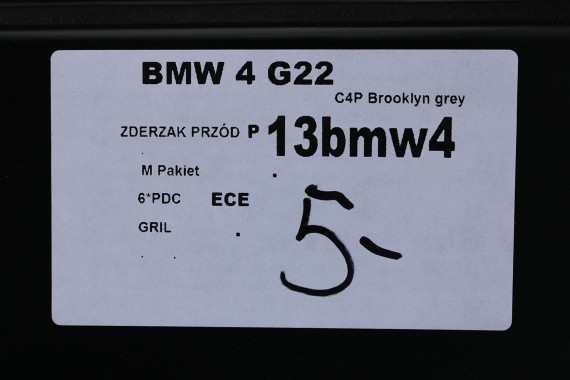 BMW 4 G22
C4P Brooklyn grey
ZDERZAK PRZÓD P 13bmw4
M Pakiet
6*PDC ECE
GRIL
5-